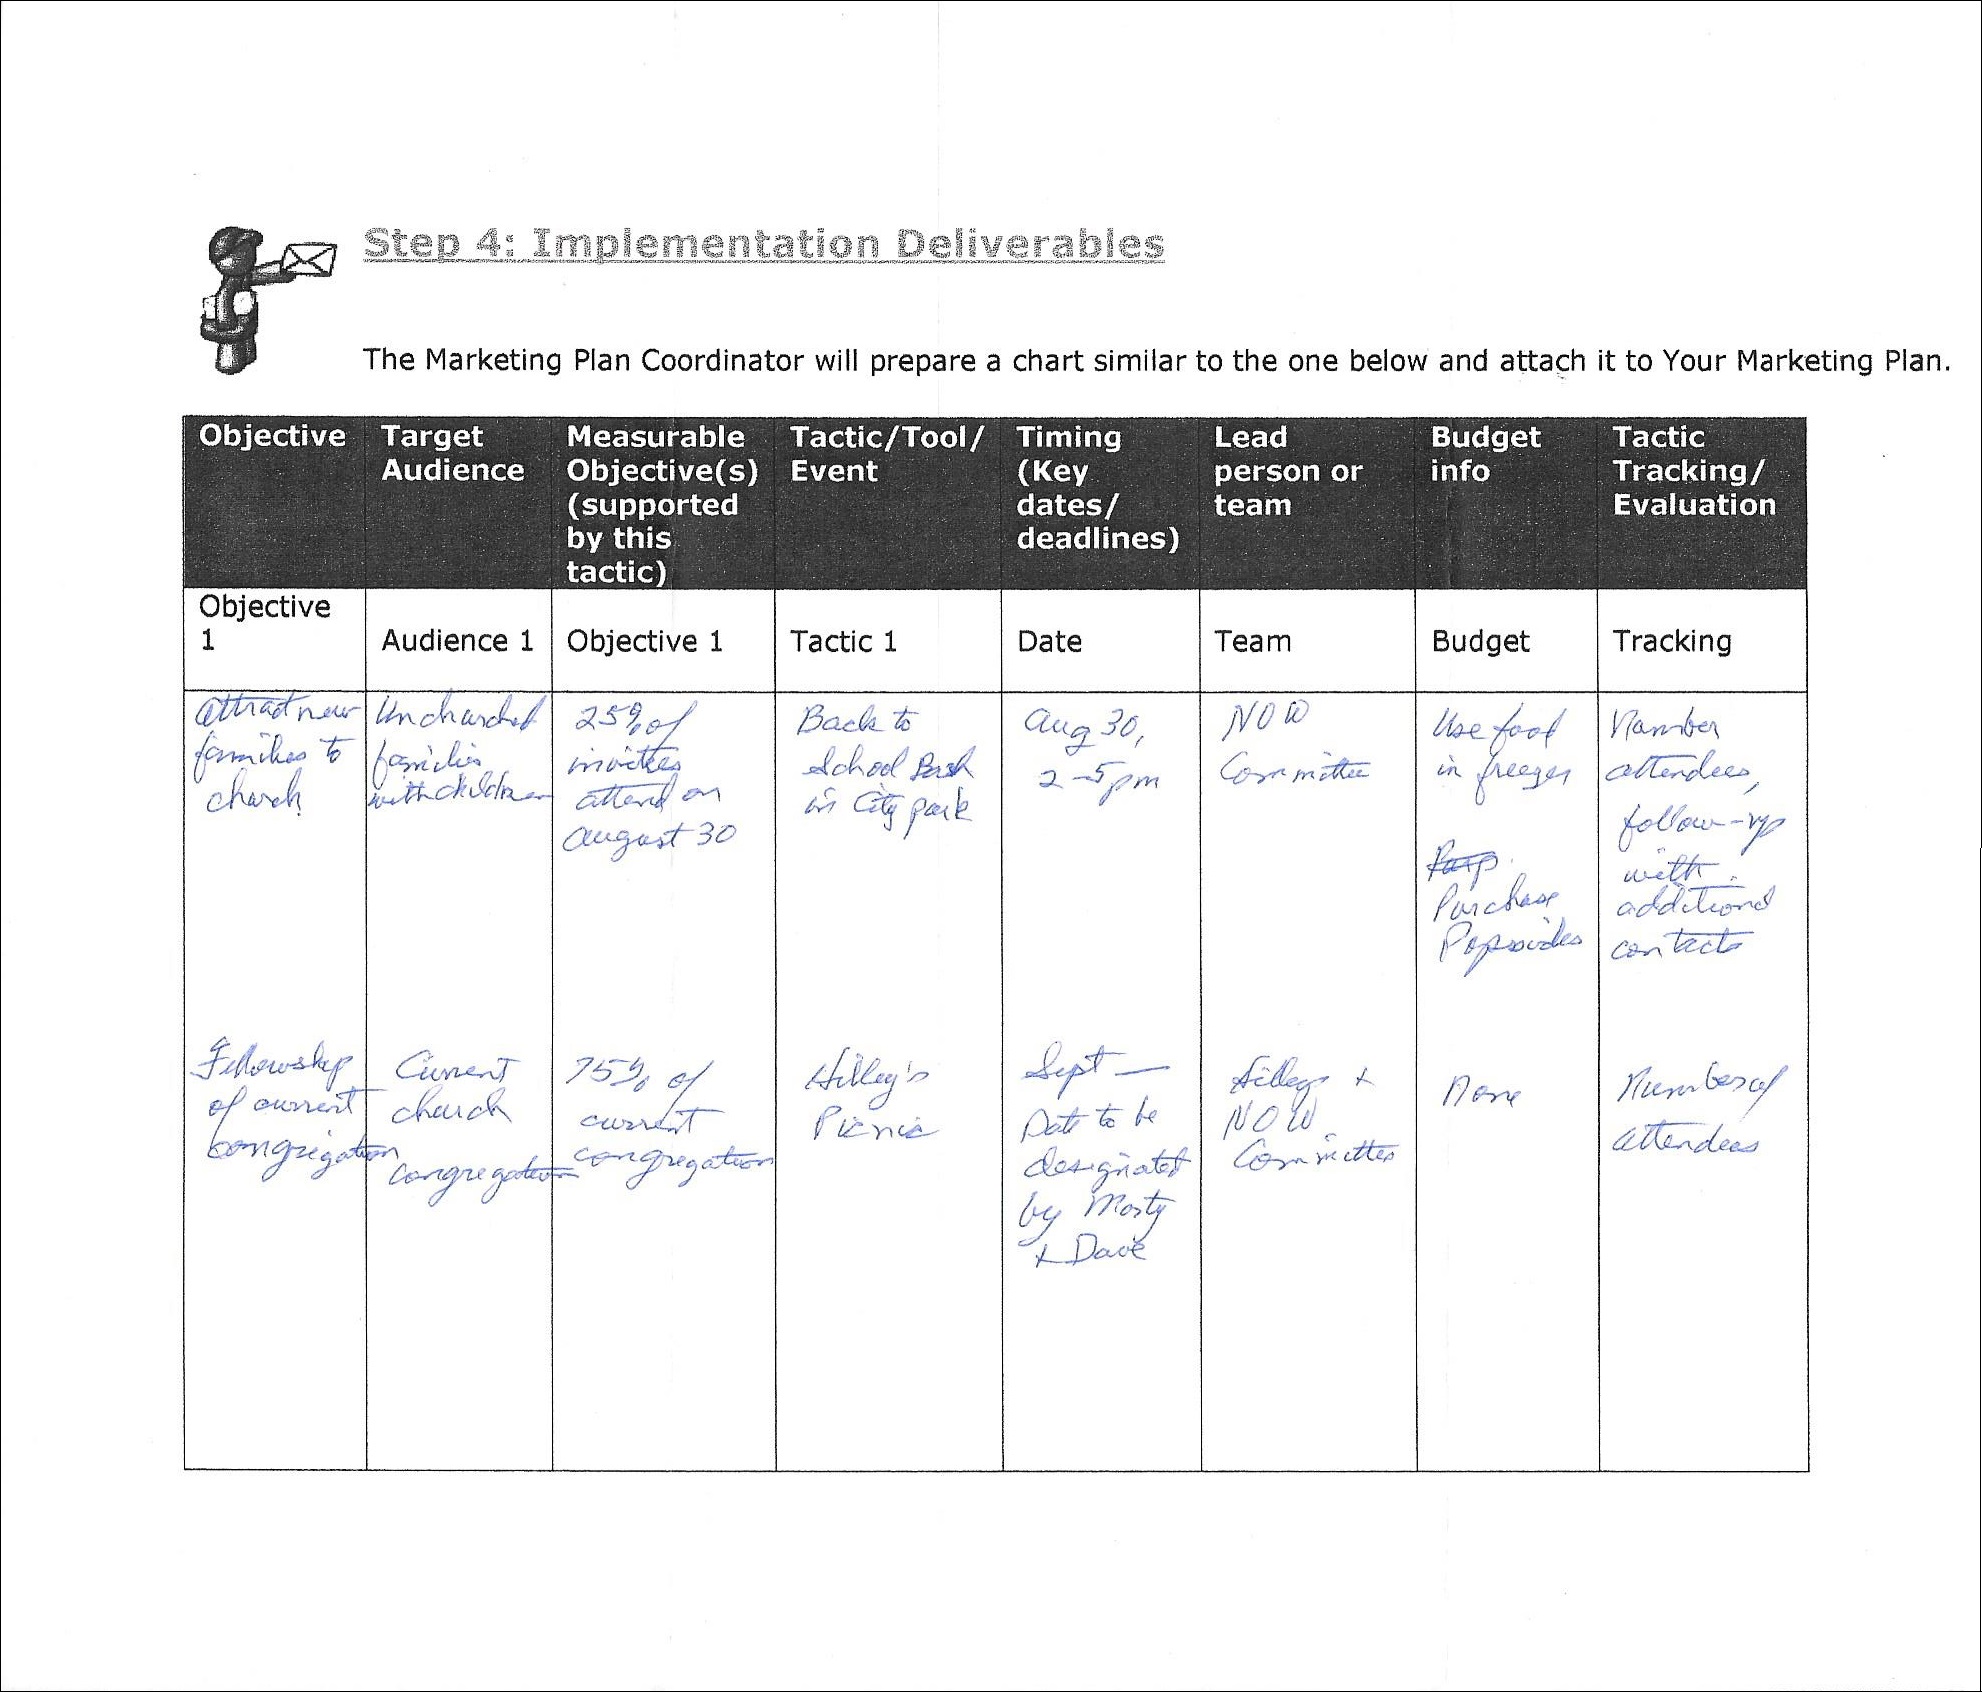 Step 4: Implementation Deliverables
The Marketing Plan Coordinator will prepare a chart similar to the one below and attach it to Your Marketing Plan.
Objective
Target
Audience
Measurable
Objective(s)
(supported
by this
tactic)
Tactic/Tool/
Event
Timing
(Key
dates/
deadlines)
Lead
person or
team
Budget
info
Tactic
Tracking/
Evaluation
Objective
1
Audience 1
Objective 1
Tactic 1
Date
Team
Budget
Tracking
Attract new
families to
church
Unchurched
families
with children
25% of
invitees
attend on
August 30
Back to
School Bash
in City park
Aug 30,
2-5 pm
NOW
Committee
Use food
in freezer
Purchase
Popsicles
Number
attendees,
follow-up
with
additional
contacts
Fellowship
of current
congregation
Current
church
congregation
75% of
current
congregation
Hilley's
Picnic
Sept —
Date to be
designated
by Marty
+ Dave
Hilleys +
NOW
Committee
None
Number of
attendees